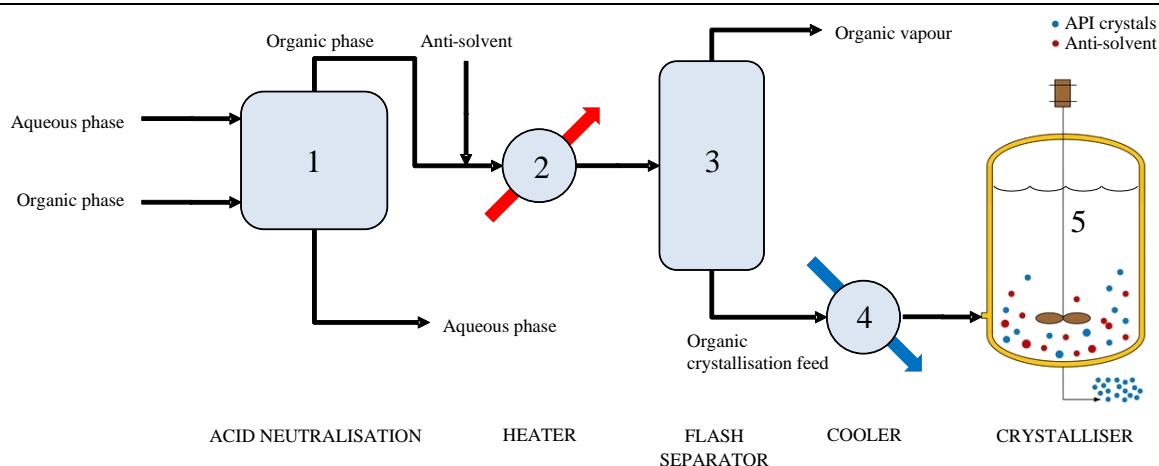 Organic phase
Anti-solvent
Organic vapour
API crystals
Anti-solvent
Aqueous phase
1
2
3
5
Organic phase
4
Aqueous phase
Organic
crystallisation feed
ACID NEUTRALISATION
HEATER
FLASH
SEPARATOR
COOLER
CRYSTALLISER